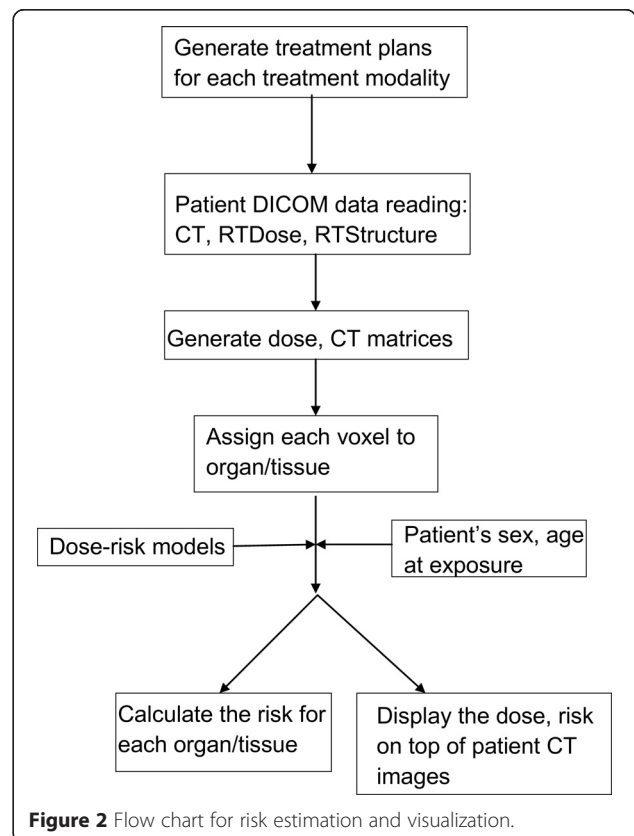 Generate treatment plans
for each treatment modality
Patient DICOM data reading:
CT, RTDose, RTStructure
Generate dose, CT matrices
Assign each voxel to
organ/tissue
Dose-risk models
Patient's sex, age
at exposure
Calculate the risk for
each organ/tissue
Display the dose, risk
on top of patient CT
images
Figure 2 Flow chart for risk estimation and visualization.